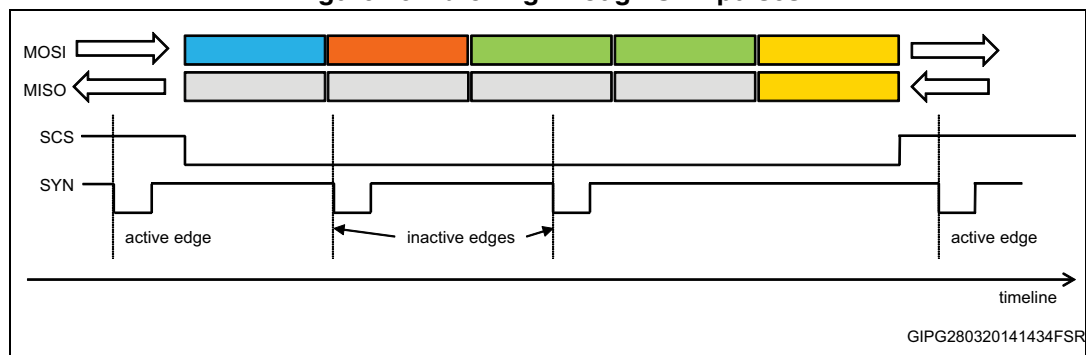 MOSI
MISO
SCS
SYN
active edge
inactive edges
active edge
timeline
GIPG280320141434FSR